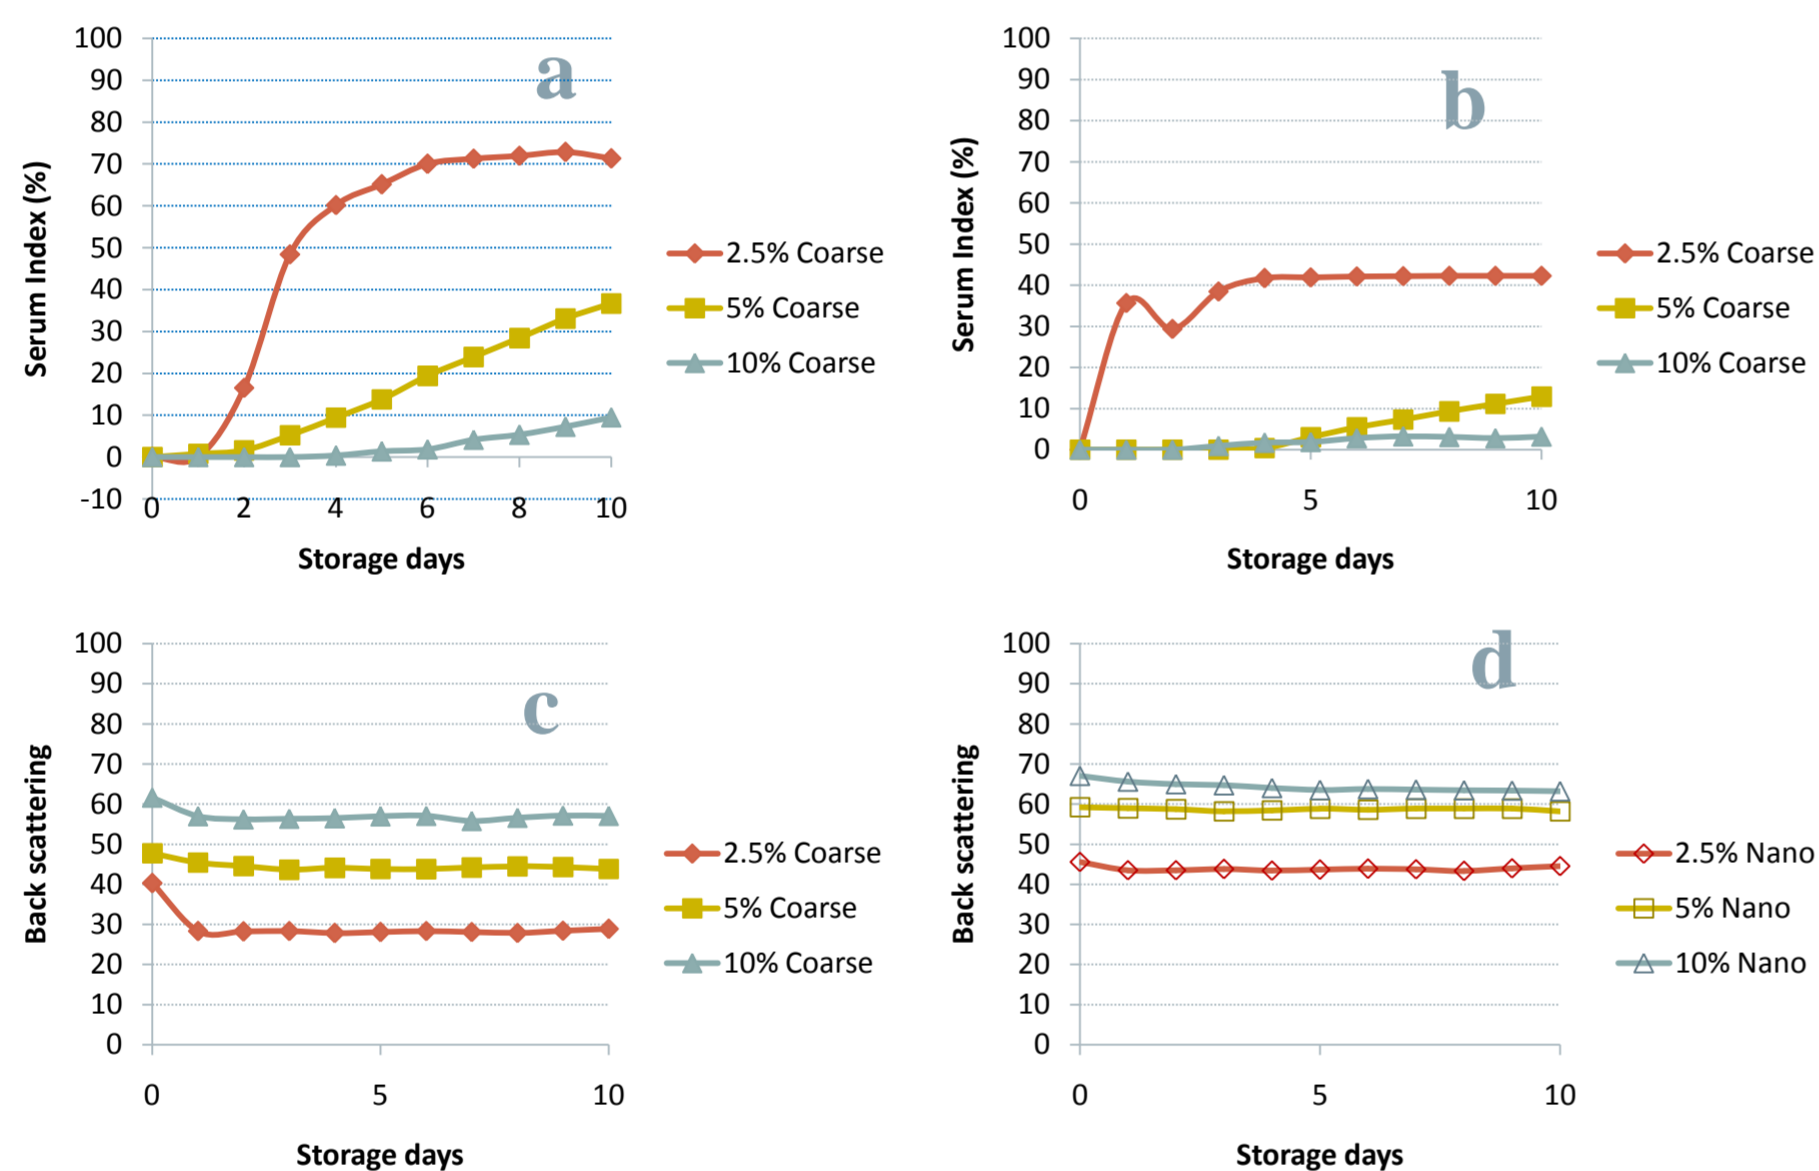 a
Serum Index (%)
100
90
80
70
60
50
40
30
20
10
0
-10
0 2 4 6 8 10
Storage days
2.5% Coarse
5% Coarse
10% Coarse
b
Serum Index (%)
100
90
80
70
60
50
40
30
20
10
0
0 5 10
Storage days
2.5% Coarse
5% Coarse
10% Coarse
c
Back scattering
100
90
80
70
60
50
40
30
20
10
0
0 5 10
Storage days
2.5% Coarse
5% Coarse
10% Coarse
d
Back scattering
100
90
80
70
60
50
40
30
20
10
0
0 5 10
Storage days
2.5% Nano
5% Nano
10% Nano